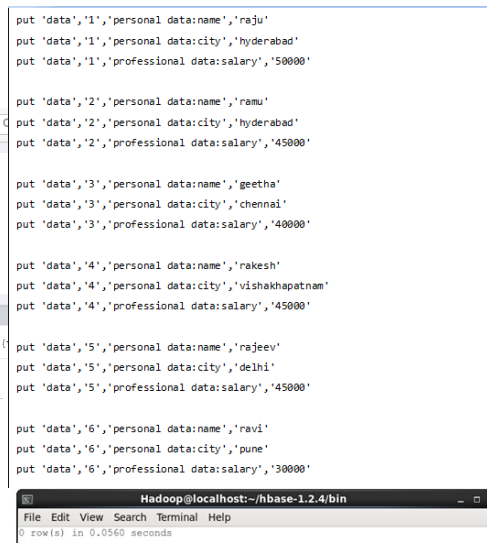 put 'data','1','personal data:name','raju'
put 'data','1','personal data:city','hyderabad'
put 'data','1','professional data:salary','50000'
put 'data','2','personal data:name','ramu'
put 'data','2','personal data:city','hyderabad'
put 'data','2','professional data:salary','45000'
put 'data','3','personal data:name','geetha'
put 'data','3','personal data:city','chennai'
put 'data','3','professional data:salary','40000'
put 'data','4','personal data:name','rakesh'
put 'data','4','personal data:city','vishakhapatnam'
put 'data','4','professional data:salary','45000'
put 'data','5','personal data:name','rajeev'
put 'data','5','personal data:city','delhi'
put 'data','5','professional data:salary','45000'
put 'data','6','personal data:name','ravi'
put 'data','6','personal data:city','pune'
put 'data','6','professional data:salary','30000'
Hadoop@localhost:~/hbase-1.2.4/bin
File Edit View Search Terminal Help
0 row(s) in 0.0560 seconds